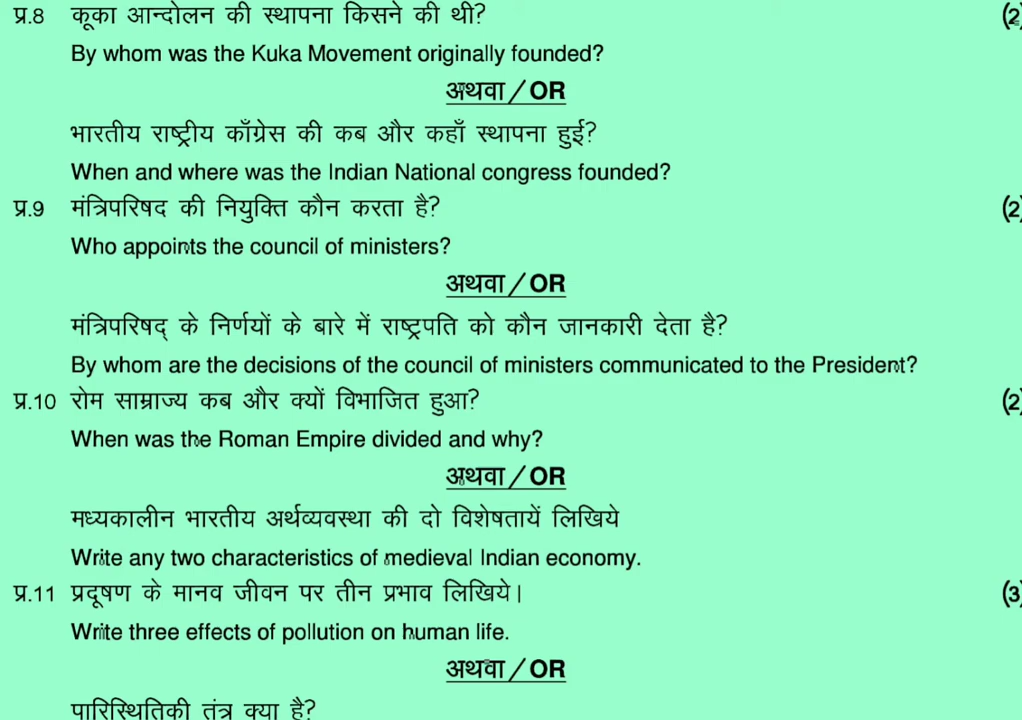 प्र.8 कूका आन्दोलन की स्थापना किसने की थी? (2)
By whom was the Kuka Movement originally founded?
अथवा / OR
भारतीय राष्ट्रीय काँग्रेस की कब और कहाँ स्थापना हुई?
When and where was the Indian National congress founded?
प्र.9 मंत्रिपरिषद की नियुक्ति कौन करता है? (2)
Who appoints the council of ministers?
अथवा / OR
मंत्रिपरिषद् के निर्णयों के बारे में राष्ट्रपति को कौन जानकारी देता है?
By whom are the decisions of the council of ministers communicated to the President?
प्र.10 रोम साम्राज्य कब और क्यों विभाजित हुआ? (2)
When was the Roman Empire divided and why?
अथवा / OR
मध्यकालीन भारतीय अर्थव्यवस्था की दो विशेषतायें लिखिये
Write any two characteristics of medieval Indian economy.
प्र.11 प्रदूषण के मानव जीवन पर तीन प्रभाव लिखिये। (3)
Write three effects of pollution on human life.
अथवा / OR
पारिस्थितिकी तंत्र क्या है?